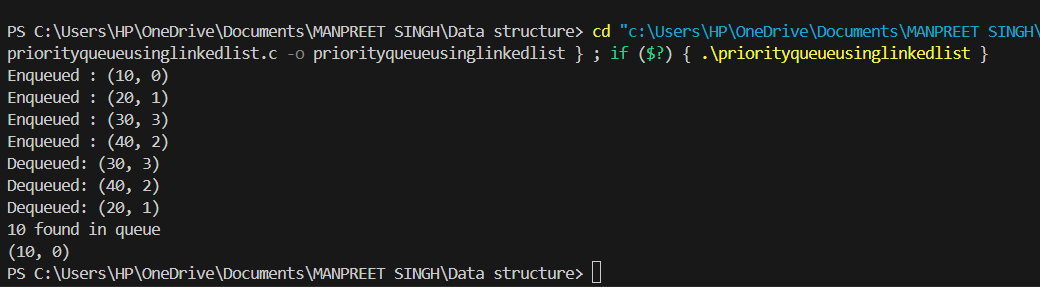 PS C:\Users\HP\OneDrive\Documents\MANPREET SINGH\Data structure> cd "c:\Users\HP\OneDrive\Documents\MANPREET SINGH\
priorityqueueusinglinkedlist.c -o priorityqueueusinglinkedlist } ; if ($?) { .\priorityqueueusinglinkedlist }
Enqueued : (10, 0)
Enqueued : (20, 1)
Enqueued : (30, 3)
Enqueued : (40, 2)
Dequeued: (30, 3)
Dequeued: (40, 2)
Dequeued: (20, 1)
10 found in queue
(10, 0)
PS C:\Users\HP\OneDrive\Documents\MANPREET SINGH\Data structure>